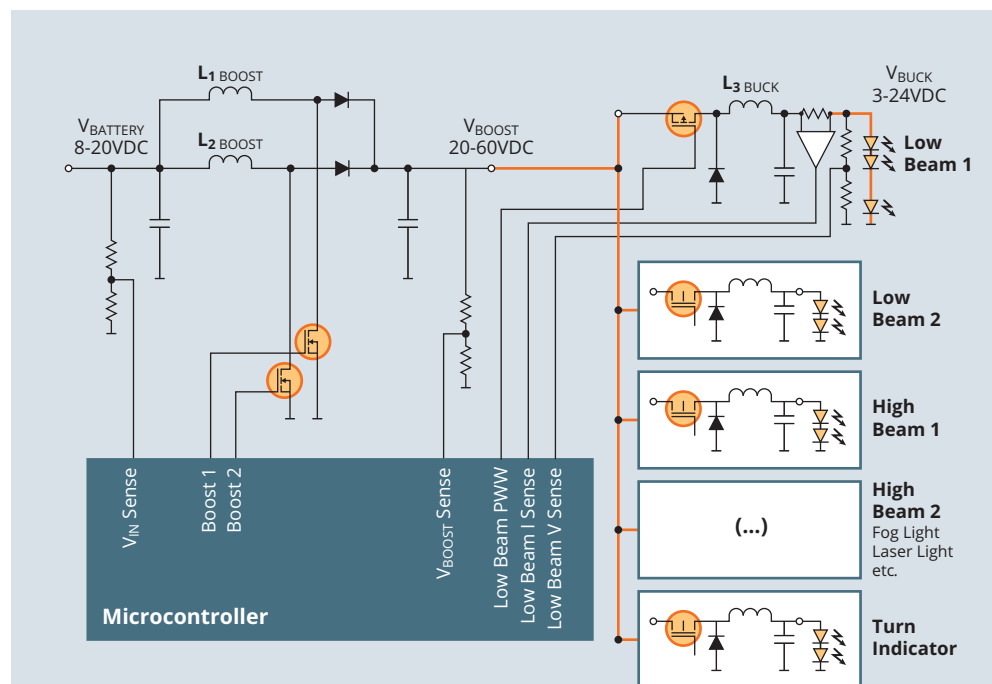 L1 BOOST
VBATTERY
8-20VDC
L2 BOOST
VBOOST
20-60VDC
L3 BUCK
VBUCK
3-24VDC
Low
Beam 1
Low
Beam 2
High
Beam 1
High
Beam 2
Fog Light
Laser Light
etc.
(...)
Turn
Indicator
VIN Sense
Boost 1
Boost 2
VBOOST Sense
Low Beam PWW
Low Beam I Sense
Low Beam V Sense
Microcontroller